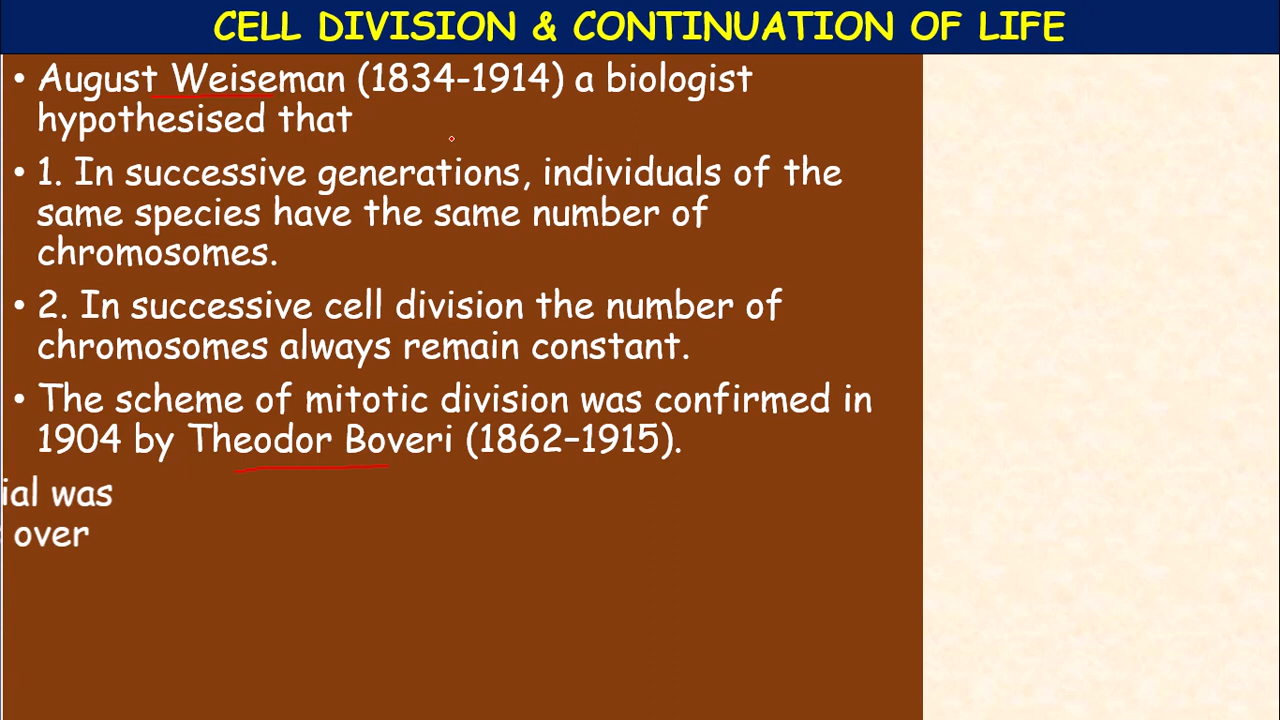 CELL DIVISION & CONTINUATION OF LIFE
• August Weiseman (1834-1914) a biologist
hypothesised that
• 1. In successive generations, individuals of the
same species have the same number of
chromosomes.
• 2. In successive cell division the number of
chromosomes always remain constant.
• The scheme of mitotic division was confirmed in
1904 by Theodor Boveri (1862–1915).
was
over